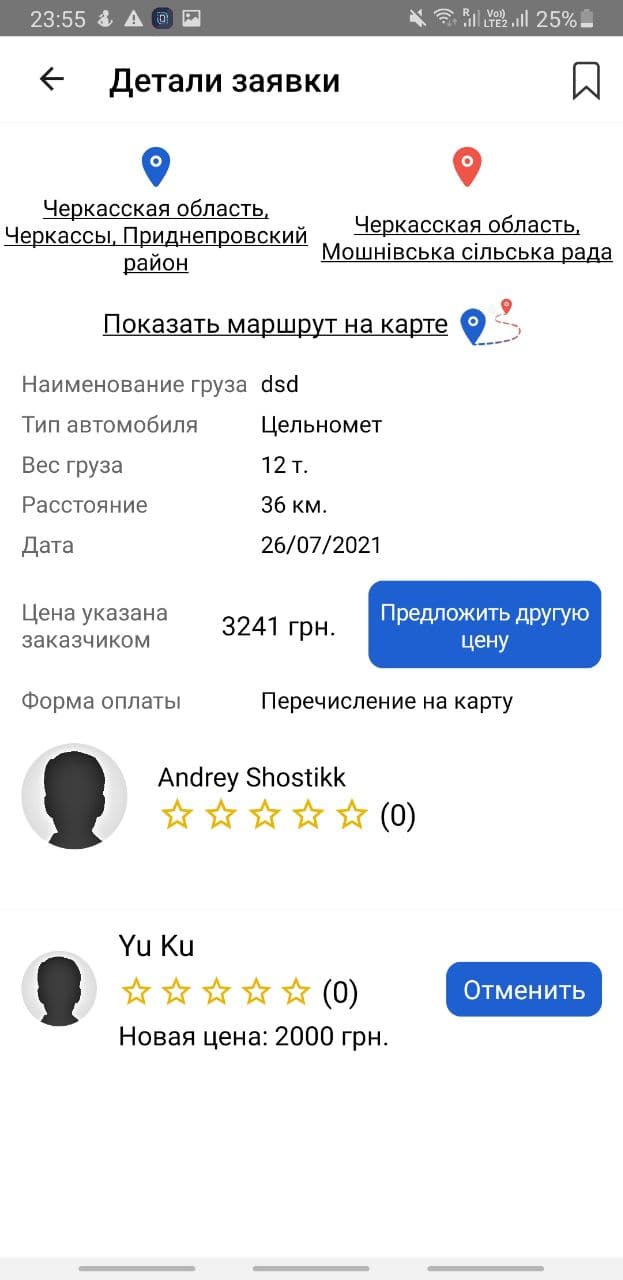 23:55
R Vo)) LTE2 25%
Детали заявки
Черкасская область,
Черкассы, Приднепровский
район
Черкасская область,
Мошнівська сільська рада
Показать маршрут на карте
Наименование груза dsd
Тип автомобиля Цельномет
Вес груза 12 т.
Расстояние 36 км.
Дата 26/07/2021
Цена указана
заказчиком
3241 грн.
Предложить другую
цену
Форма оплаты Перечисление на карту
Andrey Shostikk
(0)
Yu Ku
(0)
Новая цена: 2000 грн.
Отменить